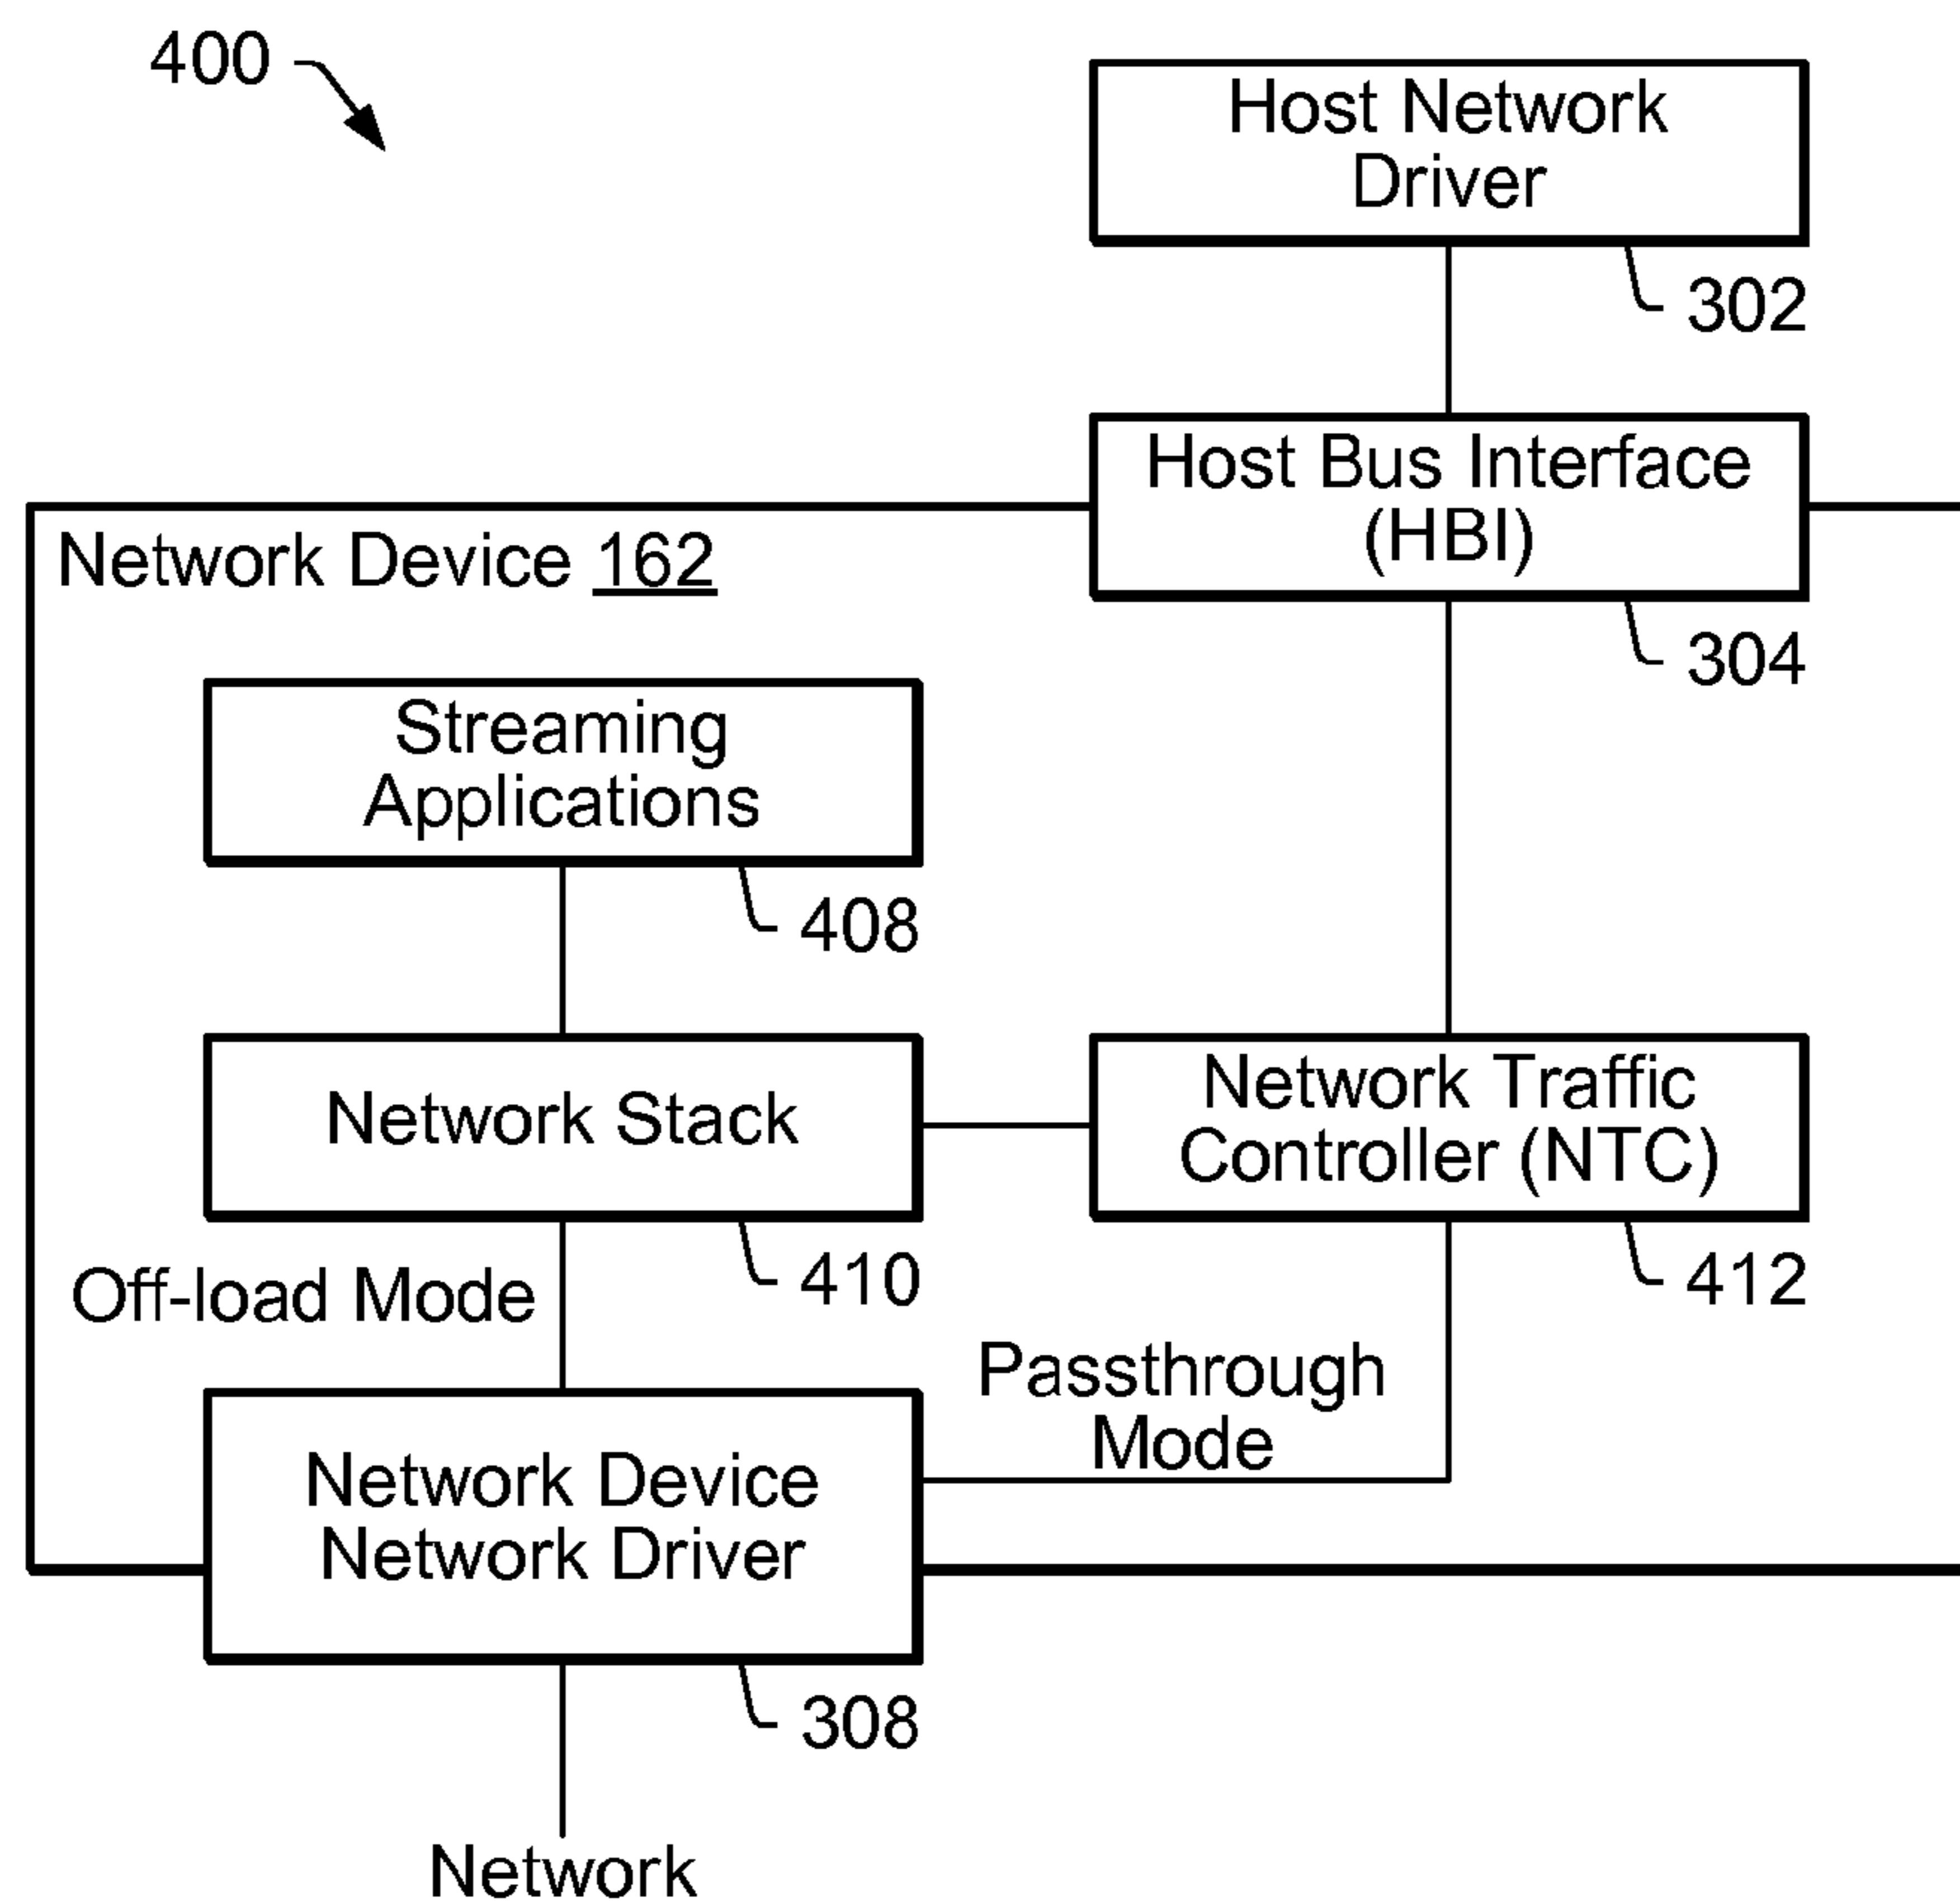 400
Host Network
Driver
302
Host Bus Interface
(HBI)
304
Network Device 162
Streaming
Applications
408
Network Stack
410
Network Traffic
Controller (NTC)
412
Off-load Mode
Passthrough
Mode
Network Device
Network Driver
308
Network